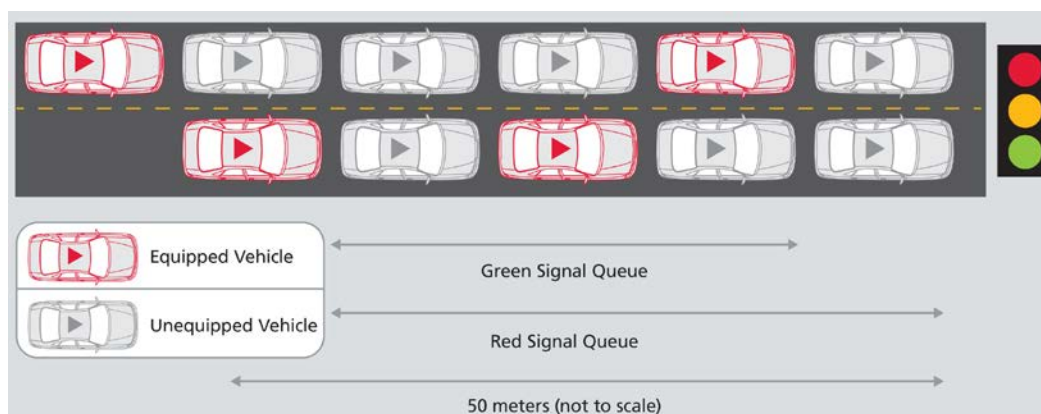 Equipped Vehicle
Unequipped Vehicle
Green Signal Queue
Red Signal Queue
50 meters (not to scale)